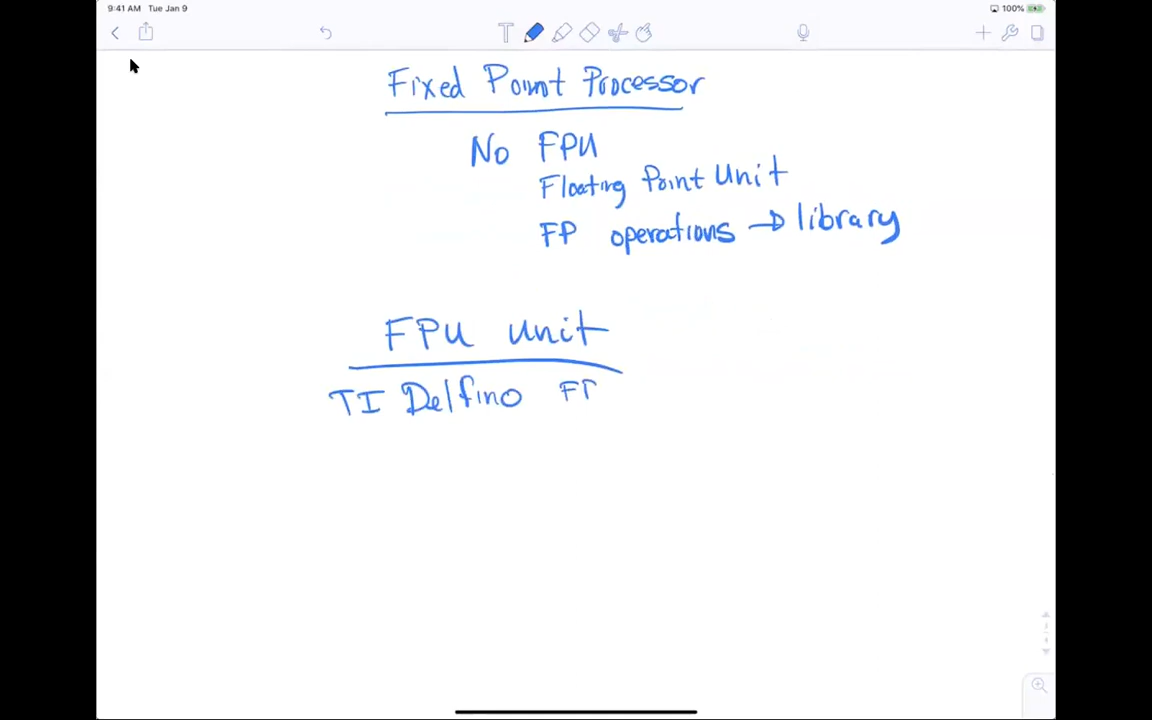 9:41 AM Tue Jan 9
100%
T
Fixed Point Processor
No FPU
Floating Point Unit
FP operations → library
FPU unit
TI Delfino